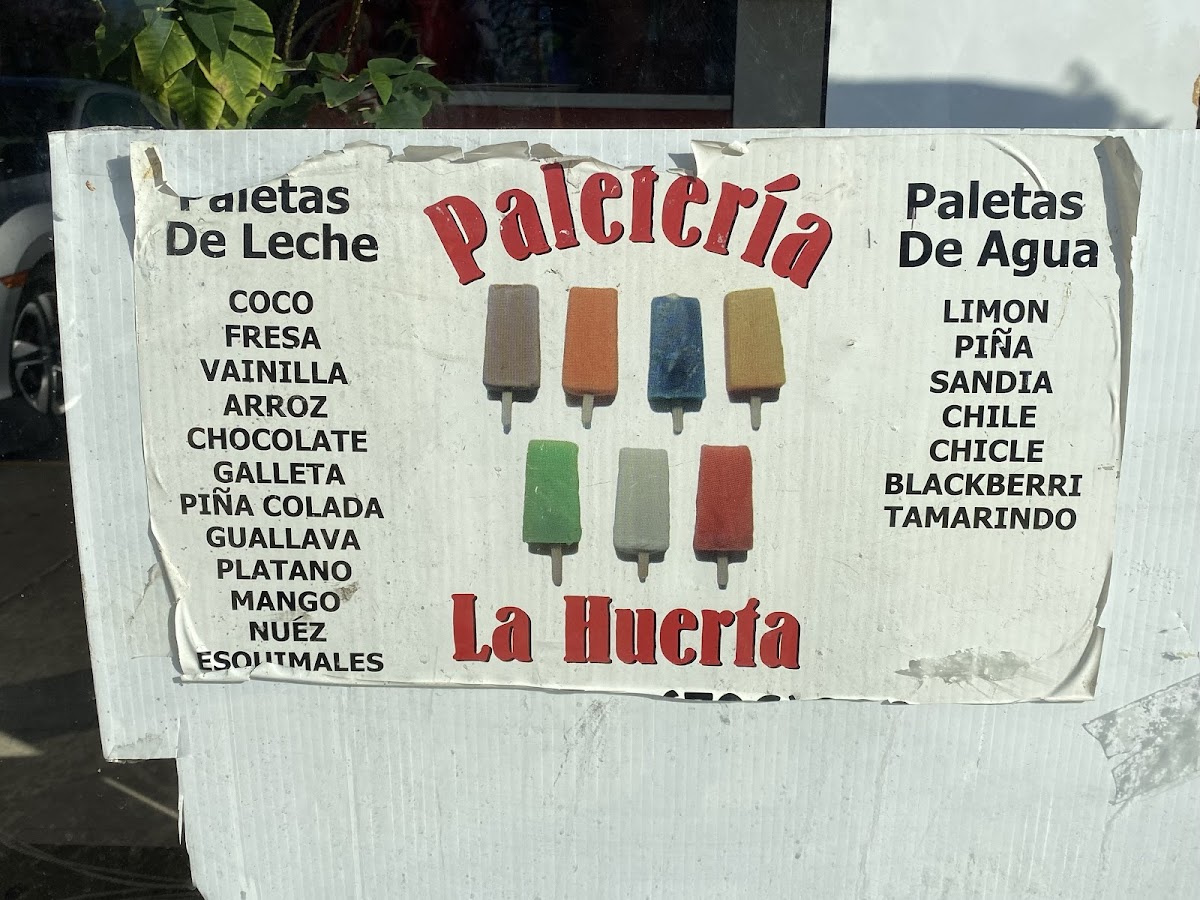 Paletas
De Leche
COCO
FRESA
VAINILLA
ARROZ
CHOCOLATE
GALLETA
PIÑA COLADA
GUALLAVA
PLATANO
MANGO
NUEZ
ESQUIMALES
Paletería
La Huerta
Paletas
De Agua
LIMON
PIÑA
SANDIA
CHILE
CHICLE
BLACKBERRI
TAMARINDO